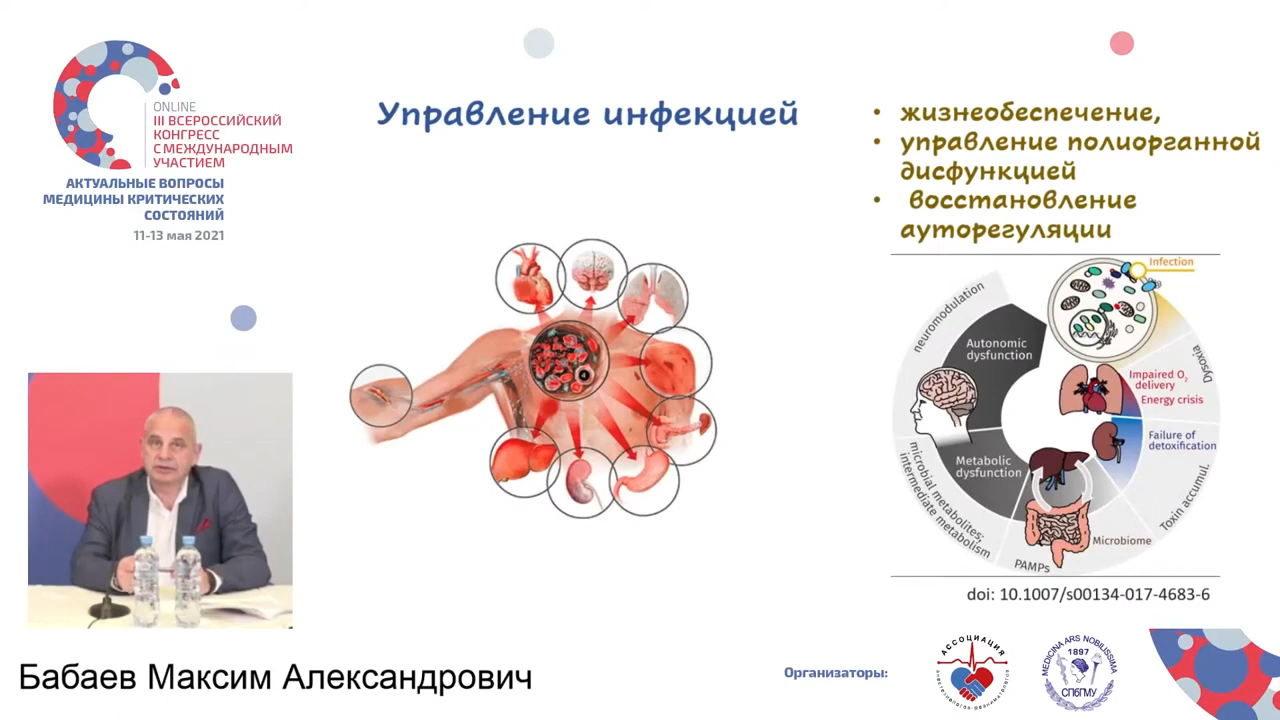 ONLINE
III ВСЕРОССИЙСКИЙ
КОНГРЕСС
С МЕЖДУНАРОДНЫМ
УЧАСТИЕМ
АКТУАЛЬНЫЕ ВОПРОСЫ
МЕДИЦИНЫ КРИТИЧЕСКИХ
СОСТОЯНИЙ
11-13 мая 2021
Управление инфекцией
• жизнеобеспечение,
• управление полиорганной
дисфункцией
• восстановление
ауторегуляции
4
Infection
neuromodulation
Autonomic
dysfunction
Dysoxia
Impaired O₂
delivery
Energy crisis
Failure of
detoxification
Metabolic
dysfunction
microbial metabolites;
intermediate metabolism
Toxin accumul.
Microbiome
PAMPs
doi: 10.1007/s00134-017-4683-6
Бабаев Максим Александрович
Организаторы:
АССОЦИАЦИЯ
анестезиологов-реаниматологов
MEDICINA ARS NOBILISSIMA
1897
СПбГМУ